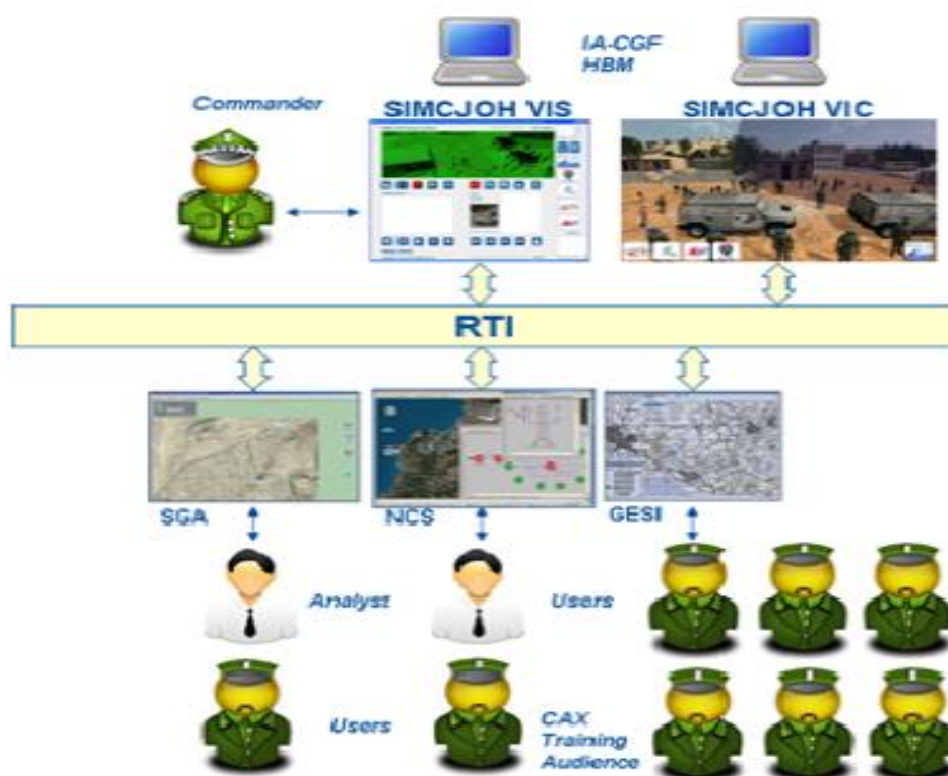 IA-CGF
HBM
Commander
SIMCJOH VIS
SIMCJOH VIC
RTI
SGA
NCS
GESI
Analyst
Users
Users
CAX
Training
Audience